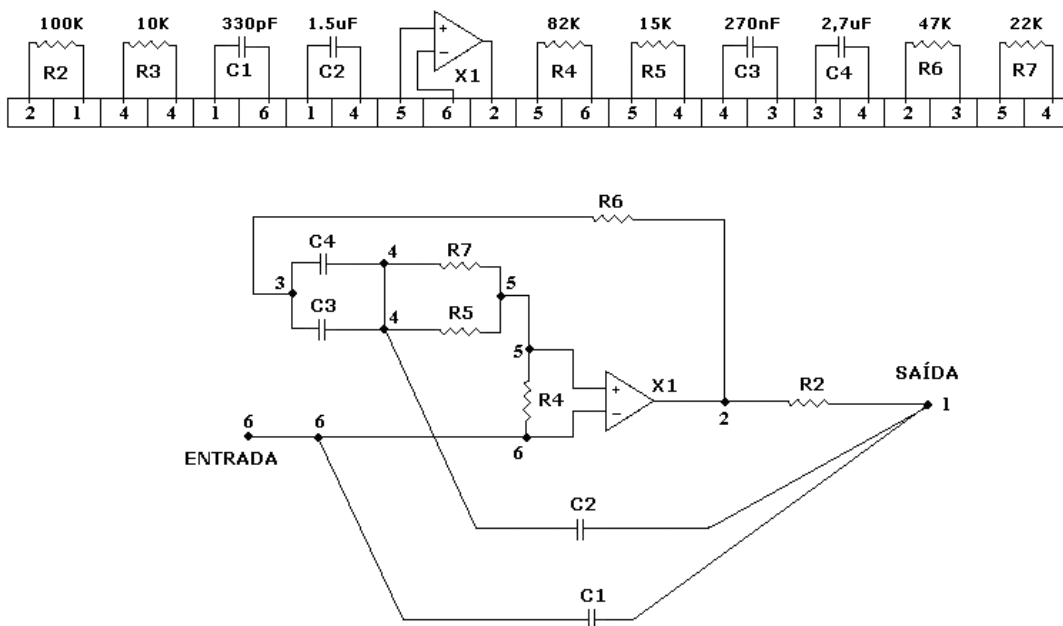 100K 10K 330pF 1.5uF 82K 15K 270nF 2,7uF 47K 22K
+
−
R2 R3 C1 C2 X1 R4 R5 C3 C4 R6 R7
2 1 4 4 1 6 1 4 5 6 2 5 6 5 4 4 3 3 4 2 3 5 4
R6
C4 4 R7
3 5
C3 4 R5
5
X1 R2 SAÍDA
R4 + 1
− 2
6 6 6
ENTRADA
C2
C1